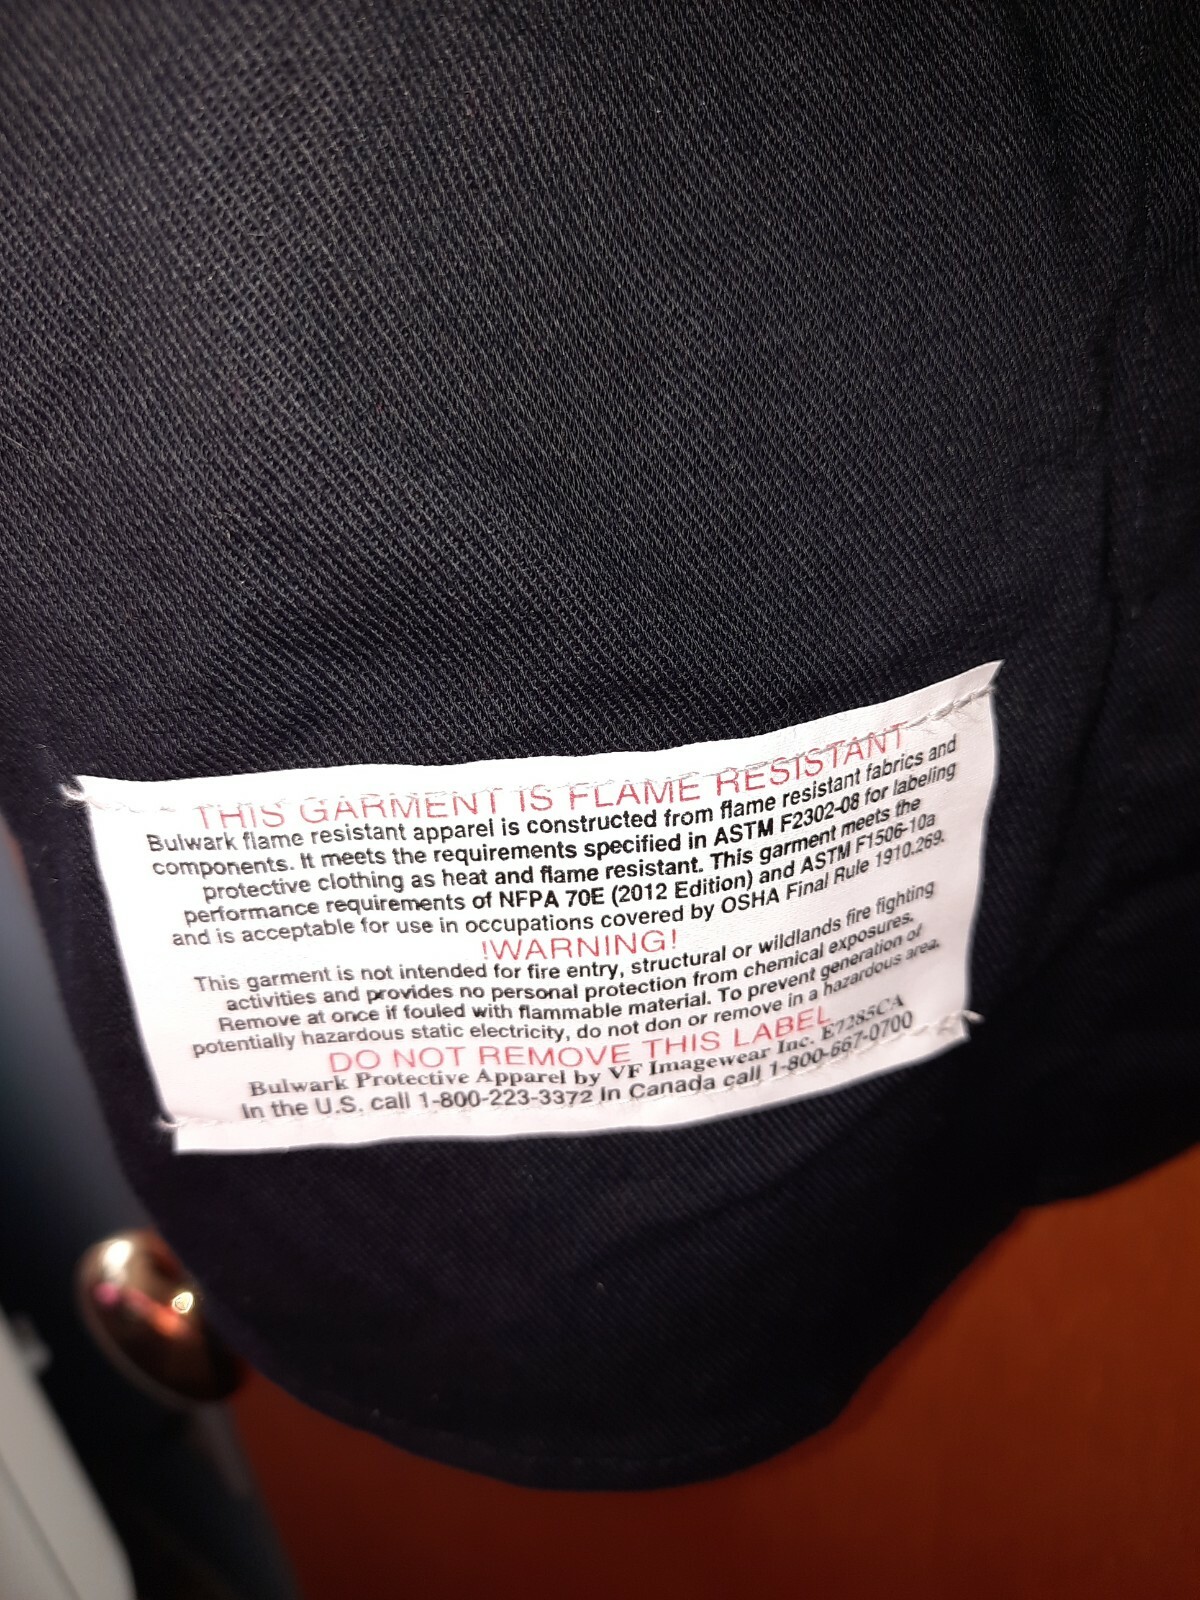 THIS GARMENT IS FLAME RESISTANT
Bulwark flame resistant apparel is constructed from flame resistant fabrics and
components. It meets the requirements specified in ASTM F2302-08 for labeling
protective clothing as heat and flame resistant. This garment meets the
performance requirements of NFPA 70E (2012 Edition) and ASTM F1506-10a
and is acceptable for use in occupations covered by OSHA Final Rule 1910.269.
!WARNING!
This garment is not intended for fire entry, structural or wildlands fire fighting
activities and provides no personal protection from chemical exposures.
Remove at once if fouled with flammable material. To prevent generation of
potentially hazardous static electricity, do not don or remove in a hazardous area.
DO NOT REMOVE THIS LABEL
Bulwark Protective Apparel by VF Imagewear Inc. E7285CA
In the U.S. call 1-800-223-3372 In Canada call 1-800-667-0700